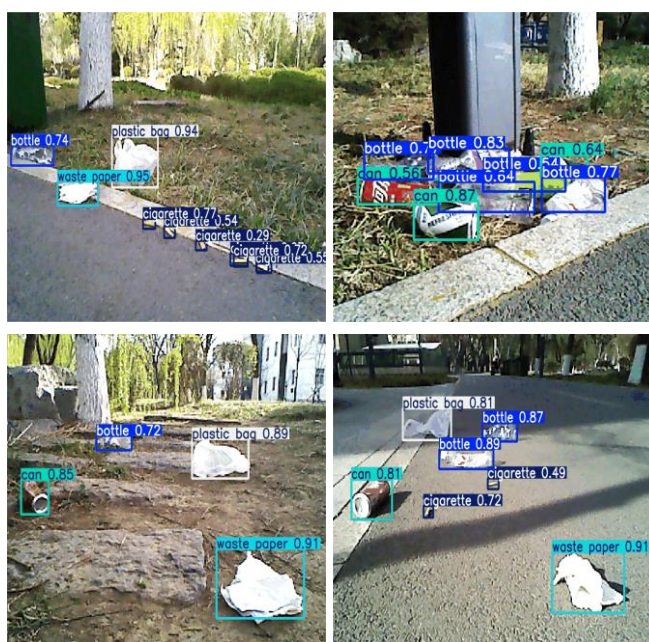 bottle 0.74
plastic bag 0.94
waste paper 0.95
cigarette 0.77
cigarette 0.54
cigarette 0.29
cigarette 0.72
cigarette 0.55
bottle 0.83
can 0.64
bottle 0.77
bottle 0.64
can 0.56
can 0.87
bottle 0.72
plastic bag 0.89
can 0.85
waste paper 0.91
plastic bag 0.81
bottle 0.87
bottle 0.89
can 0.81
cigarette 0.49
cigarette 0.72
waste paper 0.91